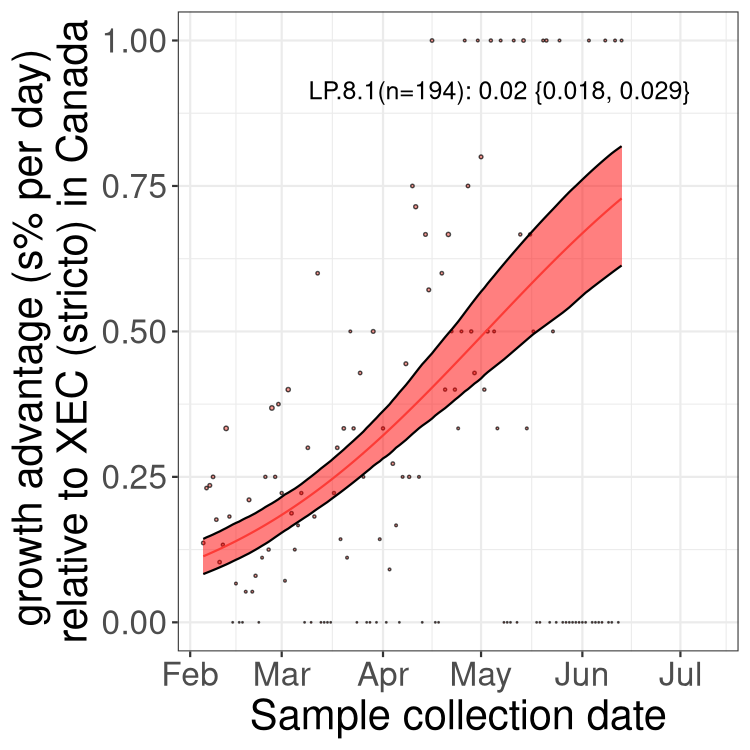 growth advantage (s% per day)
relative to XEC (stricto) in Canada
1.00
0.75
0.50
0.25
0.00
LP.8.1(n=194): 0.02 {0.018, 0.029}
Feb Mar Apr May Jun Jul
Sample collection date